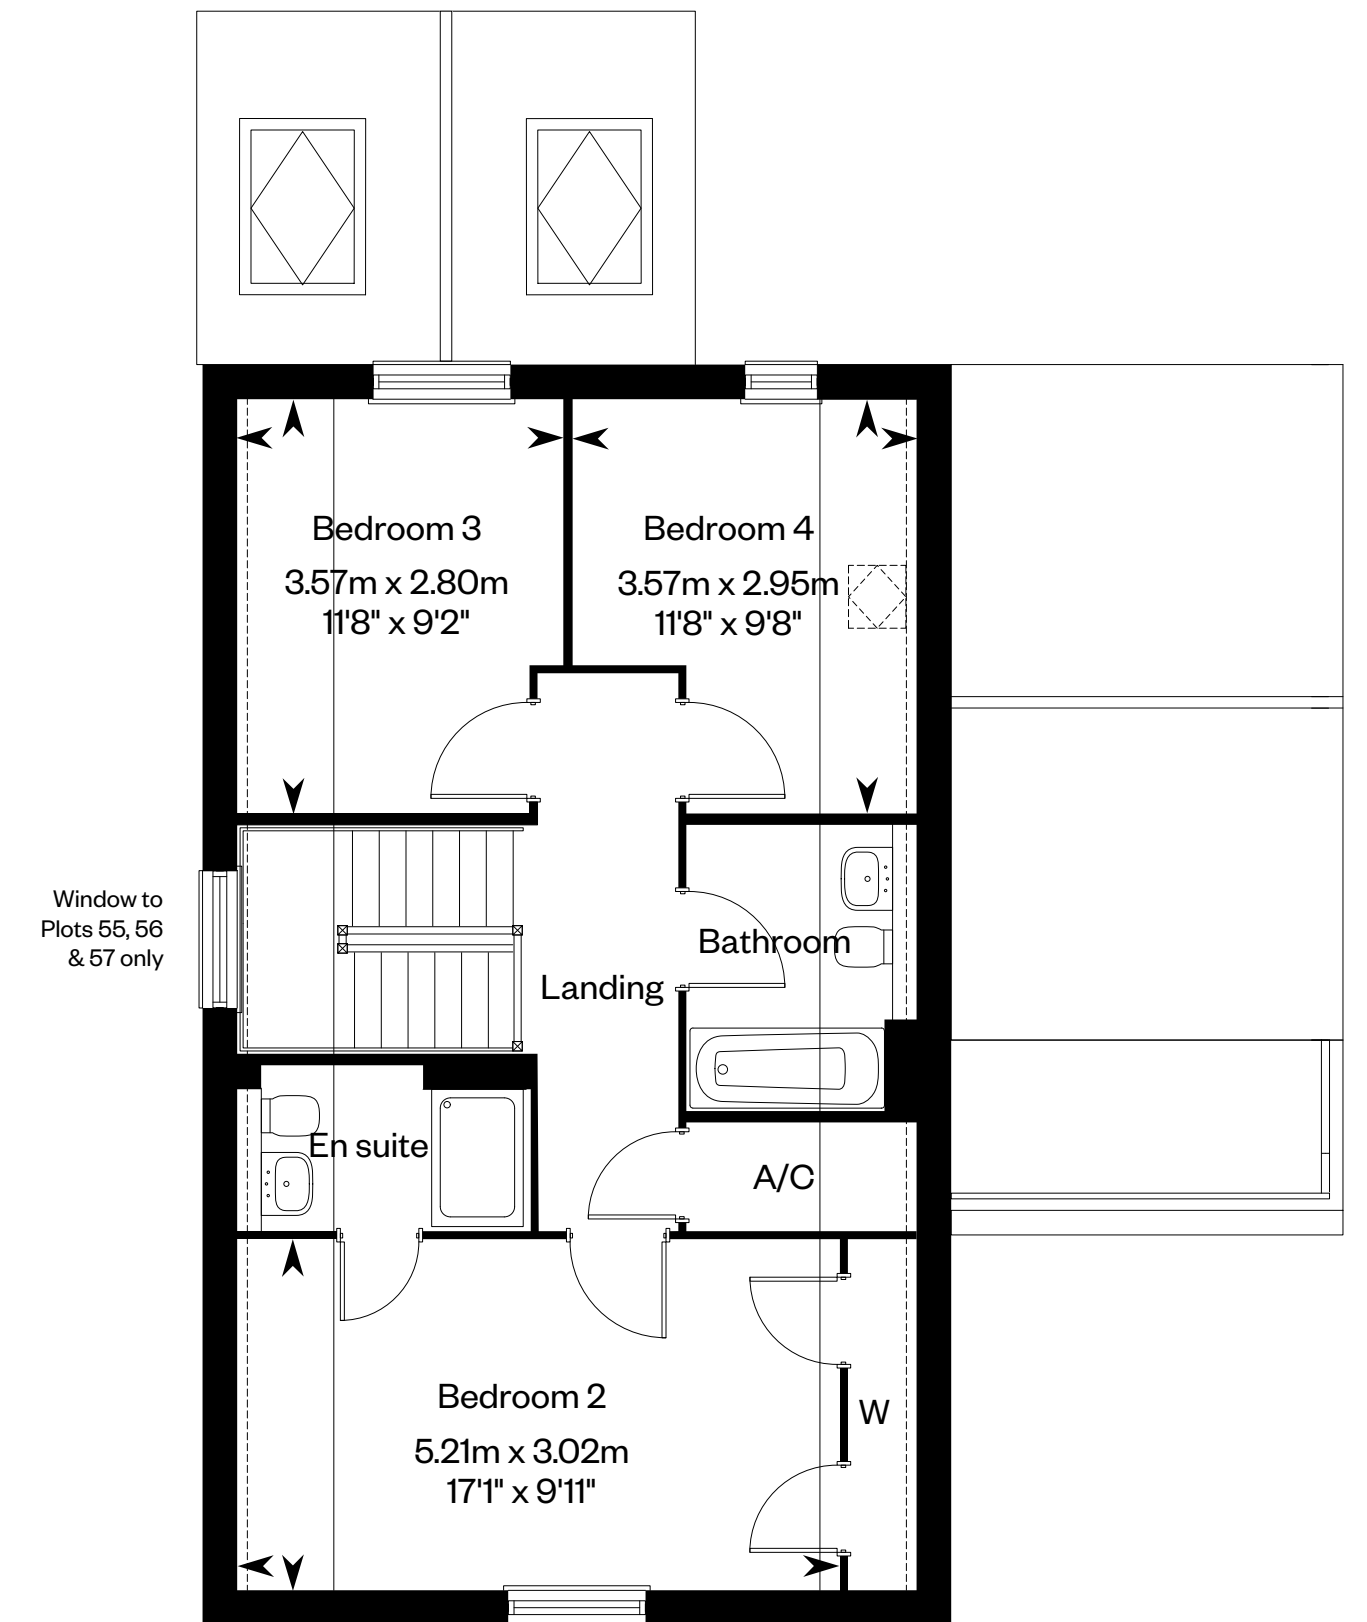 Bedroom 3
3.57m x 2.80m
11'8" x 9'2"
Bedroom 4
3.57m x 2.95m
11'8" x 9'8"
Window to
Plots 55, 56
& 57 only
Bathroom
Landing
En suite
A/C
Bedroom 2
5.21m x 3.02m
17'1" x 9'11"
W